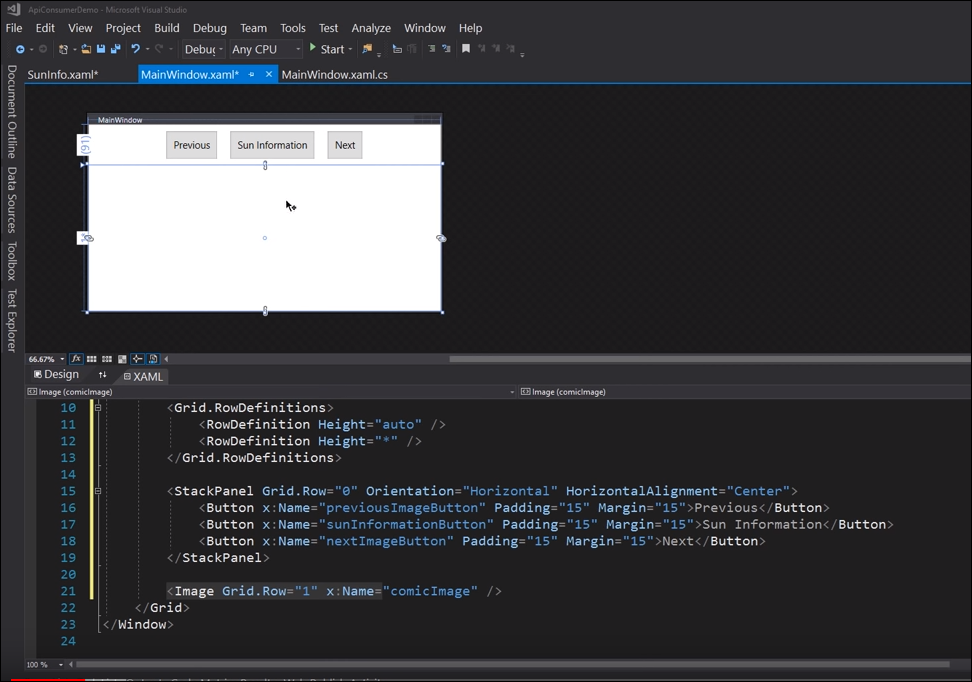 ApiConsumerDemo - Microsoft Visual Studio
File Edit View Project Build Debug Team Tools Test Analyze Window Help
Debug Any CPU Start
SunInfo.xaml* MainWindow.xaml* MainWindow.xaml.cs
Document Outline
Data Sources
Toolbox
Test Explorer
MainWindow
(91)
Previous Sun Information Next
66.67% fx
Design XAML
Image (comicImage) Image (comicImage)
10 <Grid.RowDefinitions>
11 <RowDefinition Height="auto" />
12 <RowDefinition Height="*" />
13 </Grid.RowDefinitions>
14
15 <StackPanel Grid.Row="0" Orientation="Horizontal" HorizontalAlignment="Center">
16 <Button x:Name="previousImageButton" Padding="15" Margin="15">Previous</Button>
17 <Button x:Name="sunInformationButton" Padding="15" Margin="15">Sun Information</Button>
18 <Button x:Name="nextImageButton" Padding="15" Margin="15">Next</Button>
19 </StackPanel>
20
21 <Image Grid.Row="1" x:Name="comicImage" />
22 </Grid>
23 </Window>
24
100 %